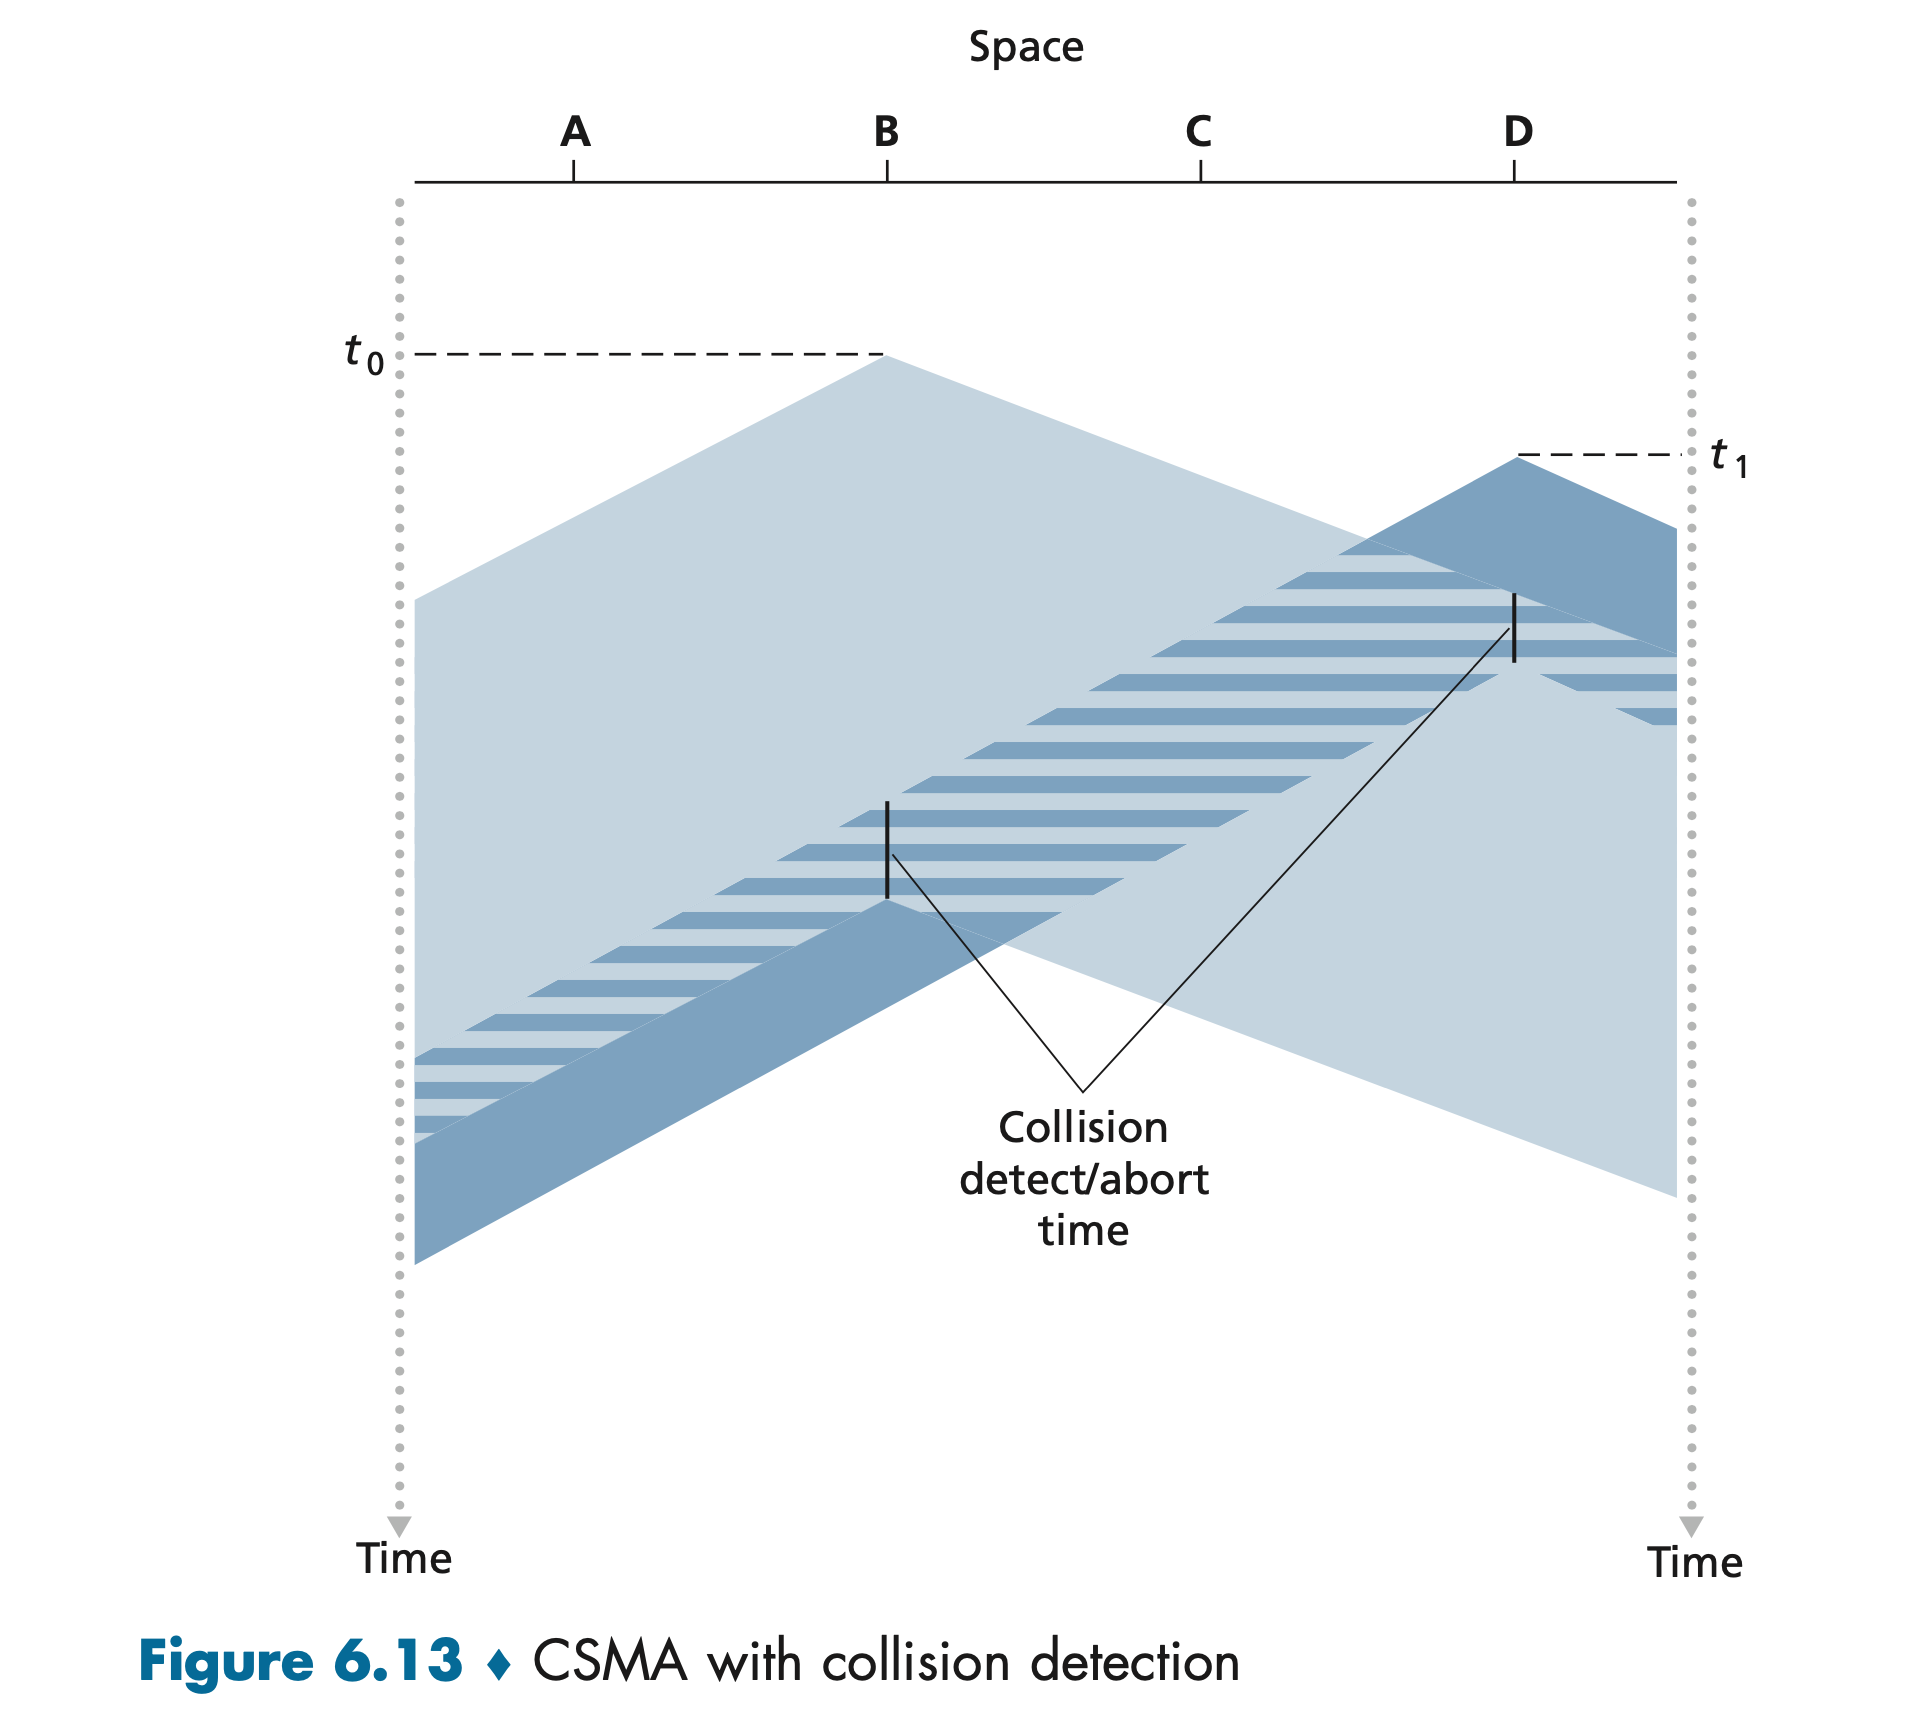 Space
A B C D
t0
t1
Collision
detect/abort
time
Time
Time
Figure 6.13 ♦ CSMA with collision detection